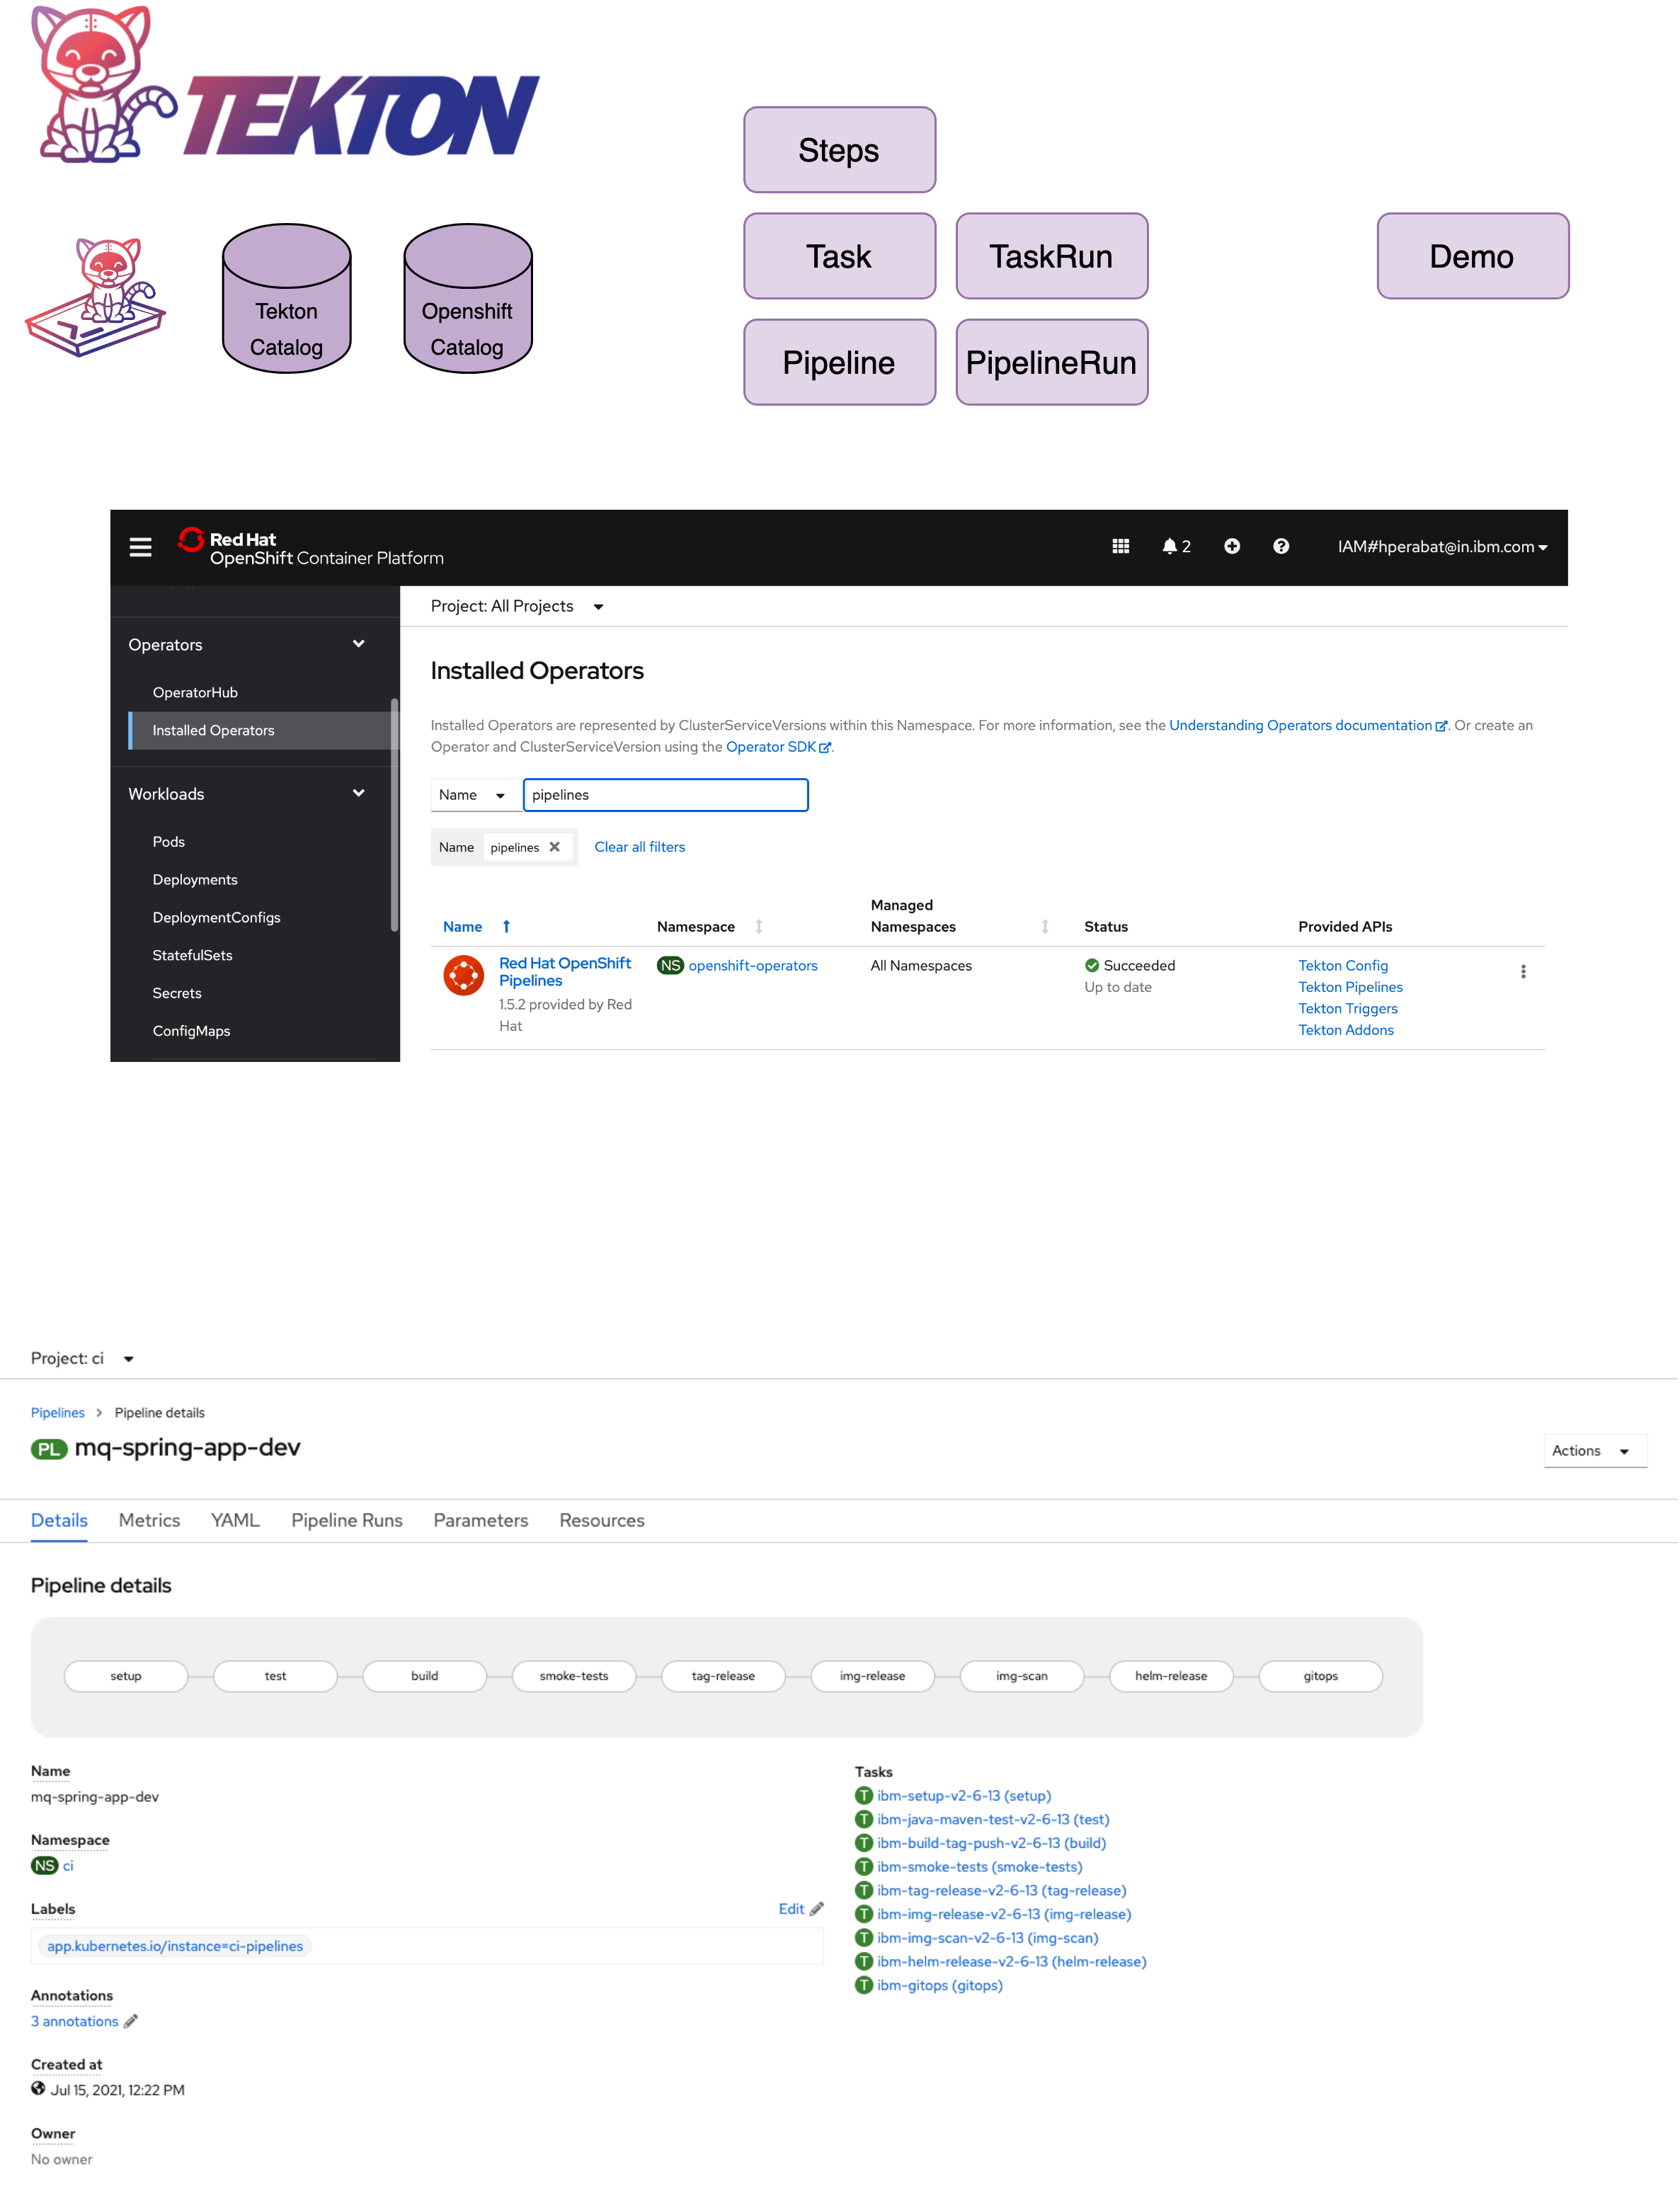 TEKTON
Steps
Task
TaskRun
Demo
Tekton
Catalog
Openshift
Catalog
Pipeline
PipelineRun
Red Hat
OpenShift Container Platform
2
IAM#hperabat@in.ibm.com
Project: All Projects
Operators
OperatorHub
Installed Operators
Workloads
Pods
Deployments
DeploymentConfigs
StatefulSets
Secrets
ConfigMaps
Installed Operators
Installed Operators are represented by ClusterServiceVersions within this Namespace. For more information, see the Understanding Operators documentation. Or create an
Operator and ClusterServiceVersion using the Operator SDK.
Name
pipelines
Name pipelines
Clear all filters
Name
Namespace
Managed
Namespaces
Status
Provided APIs
Red Hat OpenShift
Pipelines
1.5.2 provided by Red
Hat
NS openshift-operators
All Namespaces
Succeeded
Up to date
Tekton Config
Tekton Pipelines
Tekton Triggers
Tekton Addons
Project: ci
Pipelines > Pipeline details
PL mq-spring-app-dev
Actions
Details Metrics YAML Pipeline Runs Parameters Resources
Pipeline details
setup test build smoke-tests tag-release img-release img-scan helm-release gitops
Name
mq-spring-app-dev
Namespace
NS ci
Labels
Edit
app.kubernetes.io/instance=ci-pipelines
Annotations
3 annotations
Created at
Jul 15, 2021, 12:22 PM
Owner
No owner
Tasks
T ibm-setup-v2-6-13 (setup)
T ibm-java-maven-test-v2-6-13 (test)
T ibm-build-tag-push-v2-6-13 (build)
T ibm-smoke-tests (smoke-tests)
T ibm-tag-release-v2-6-13 (tag-release)
T ibm-img-release-v2-6-13 (img-release)
T ibm-img-scan-v2-6-13 (img-scan)
T ibm-helm-release-v2-6-13 (helm-release)
T ibm-gitops (gitops)